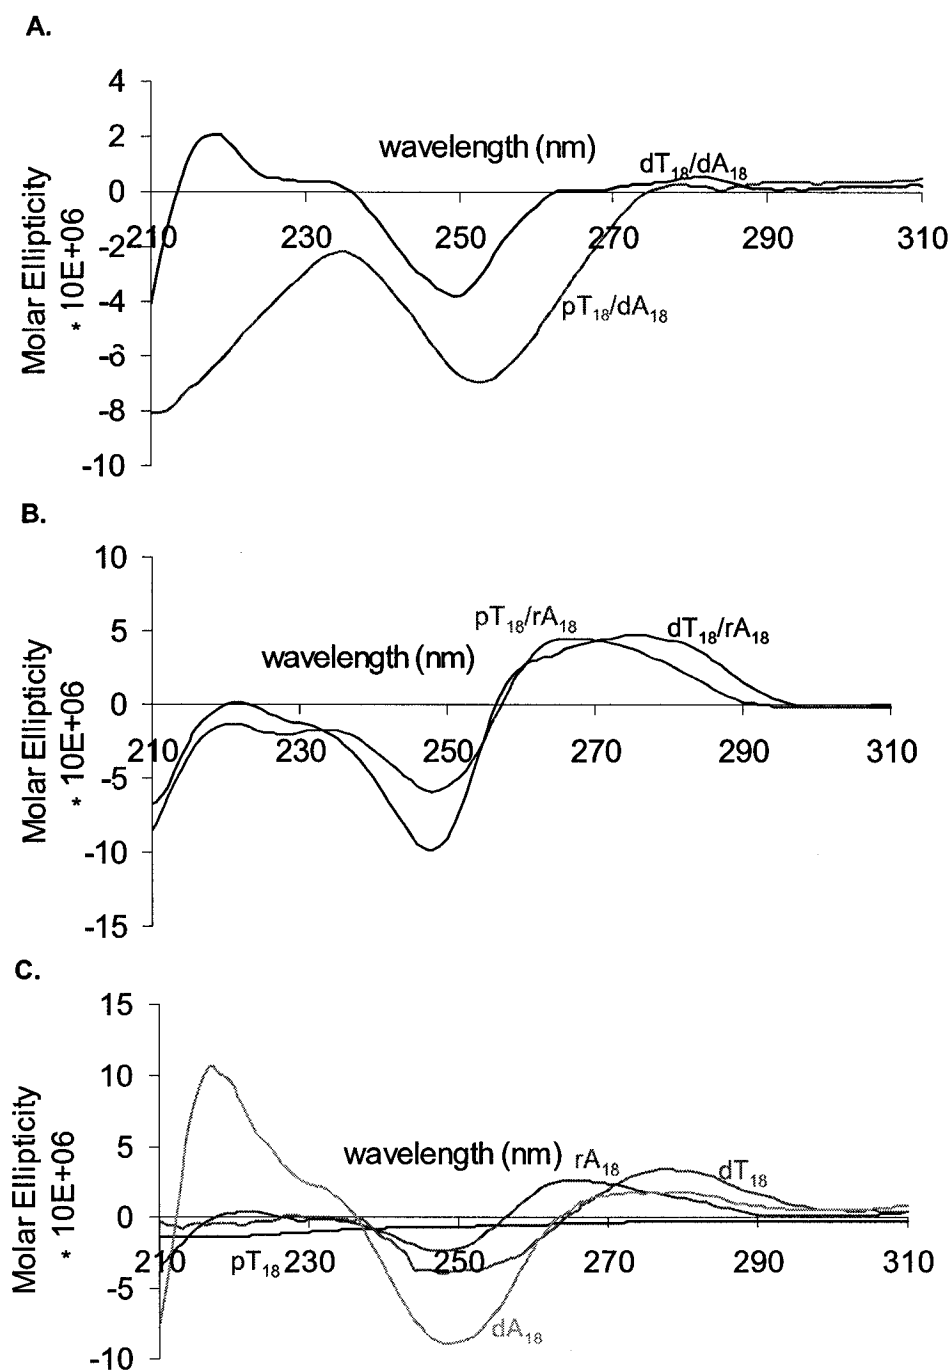 A.
4
2
0
-2
-4
-6
-8
-10
Molar Ellipticity
* 10E+06
wavelength (nm)
210 230 250 270 290 310
dT18/dA18
pT18/dA18
B.
10
5
0
-5
-10
-15
Molar Ellipticity
* 10E+06
wavelength (nm)
210 230 250 270 290 310
pT18/rA18
dT18/rA18
C.
15
10
5
0
-5
-10
Molar Ellipticity
* 10E+06
wavelength (nm)
rA18
dT18
210 230 250 270 290 310
pT18
dA18